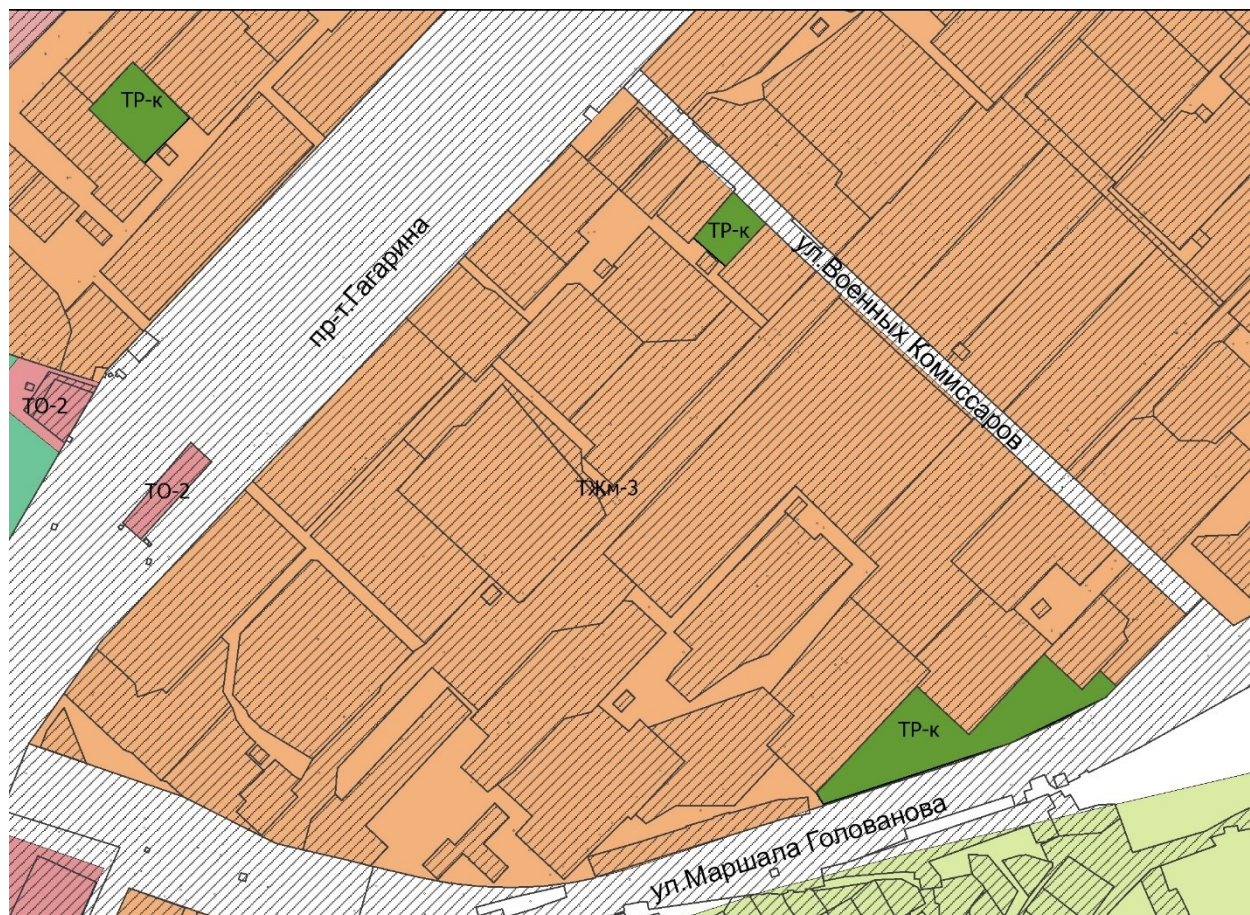 ТР-к
ТР-к
пр-т.Гагарина
ул.Военных Комиссаров
ТО-2
ТО-2
ТЖм-3
ТР-к
ул.Маршала Голованова